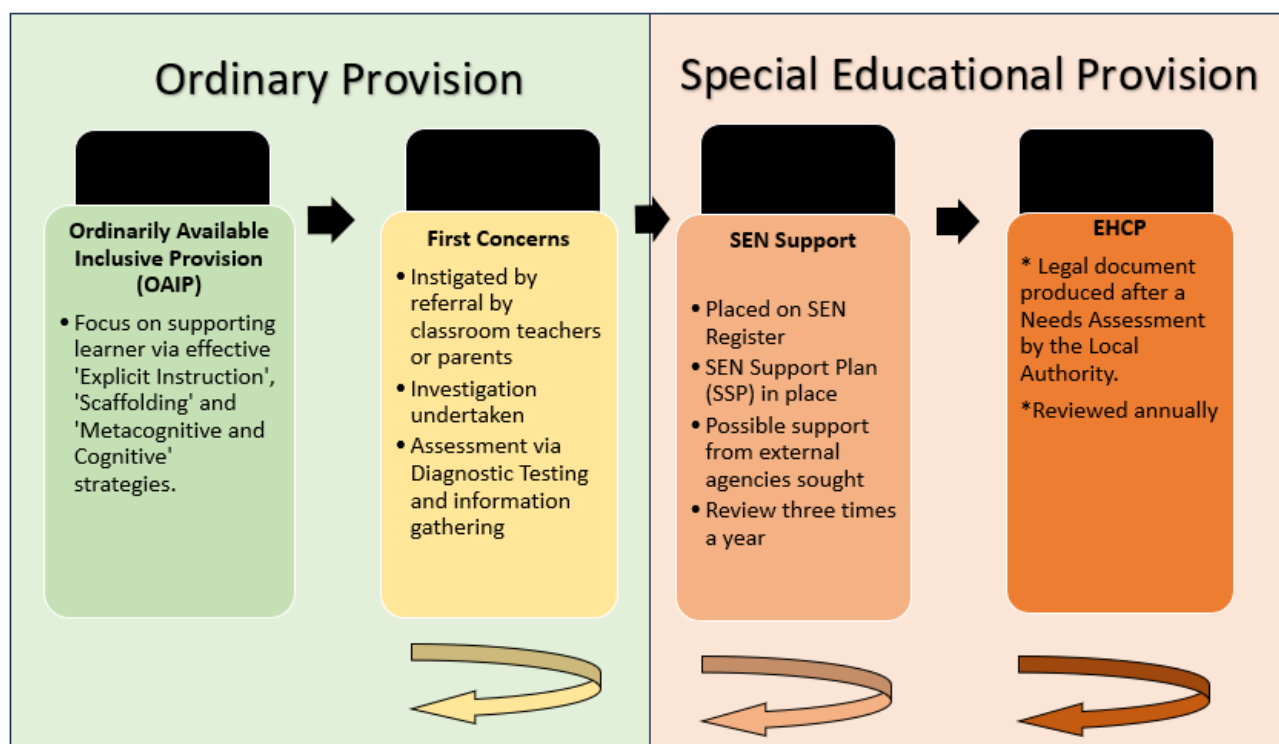 Ordinary Provision
Special Educational Provision
Ordinarily Available
Inclusive Provision
(OAIP)
• Focus on supporting
learner via effective
'Explicit Instruction',
'Scaffolding' and
'Metacognitive and
Cognitive'
strategies.
First Concerns
• Instigated by
referral by
classroom teachers
or parents
• Investigation
undertaken
• Assessment via
Diagnostic Testing
and information
gathering
SEN Support
• Placed on SEN
Register
• SEN Support Plan
(SSP) in place
• Possible support
from external
agencies sought
• Review three times
a year
EHCP
* Legal document
produced after a
Needs Assessment
by the Local
Authority.
*Reviewed annually